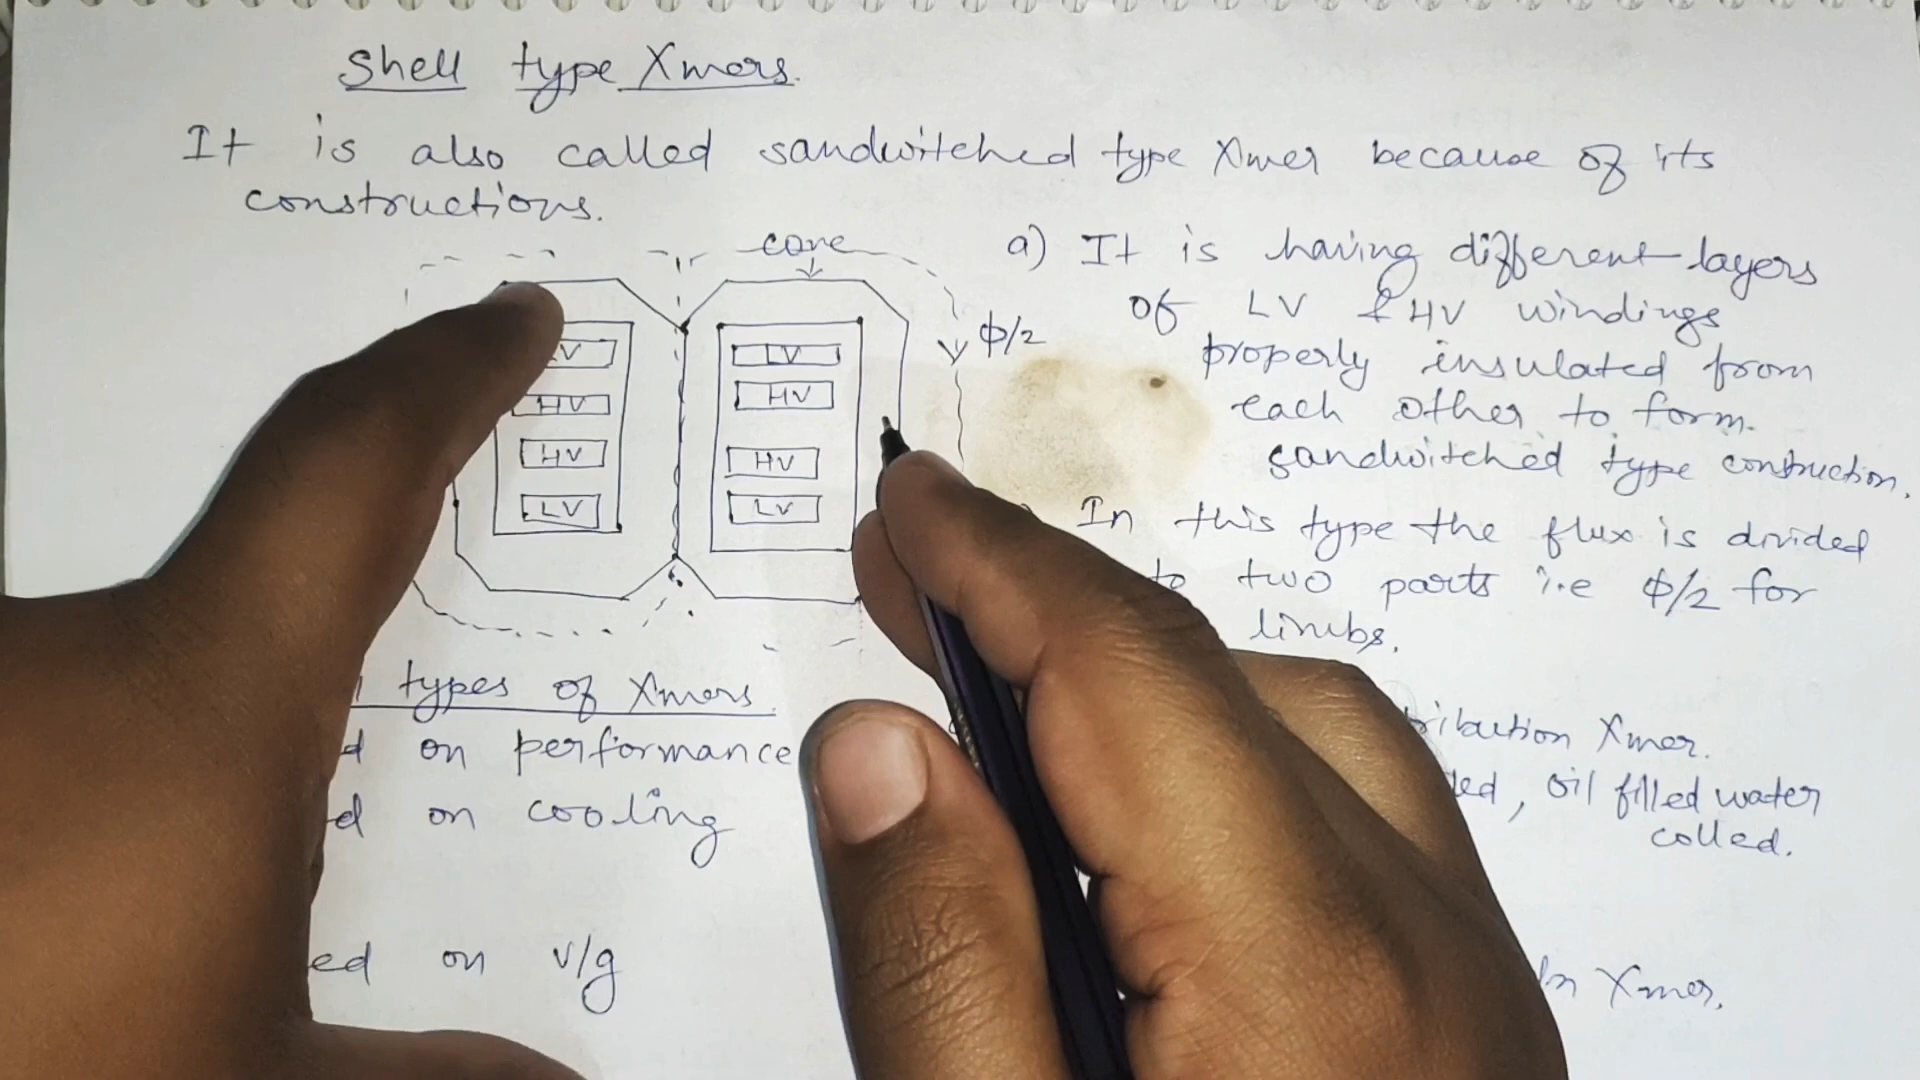 Shell type Xmers.
It is also called sandwitched type Xmer because of its
constructions.
core
ϕ/2
LV
HV
HV
LV
LV
HV
HV
LV
a) It is having different layers
of LV & HV windings
properly insulated from
each other to form.
sandwitched type construction.
In this type the flux is divided
to two parts i.e ϕ/2 for
limbs.
types of Xmers.
on performance
on cooling
ed on v/g
Xmer.
, oil filled water
colled.
Xmer.